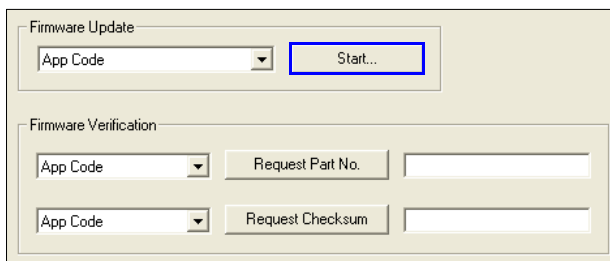 Firmware Update
App Code Start...
Firmware Verification
App Code Request Part No.
App Code Request Checksum